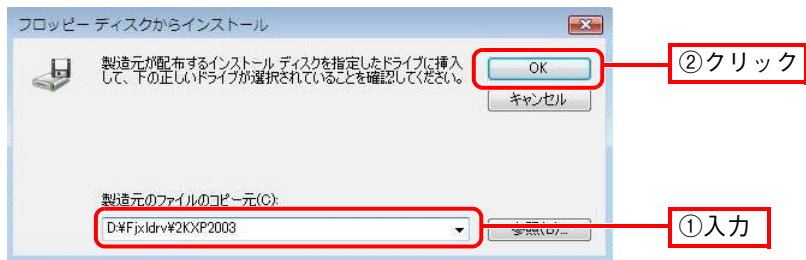 フロッピー ディスクからインストール
製造元が配布するインストール ディスクを指定したドライブに挿入
して、下の正しいドライブが選択されていることを確認してください。
OK
キャンセル
②クリック
製造元のファイルのコピー元(C):
D:¥Fjxldrv¥2KXP2003
①入力